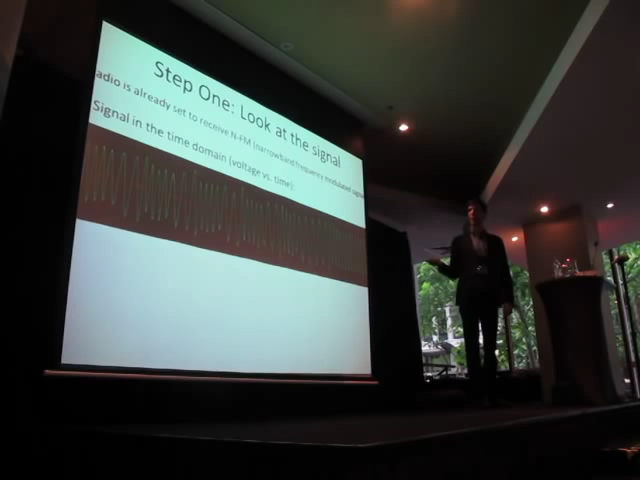 Step One: Look at the signal
adio is already set to receive N-FM (narrowband frequency modulated signal
Signal in the time domain (voltage vs. time):